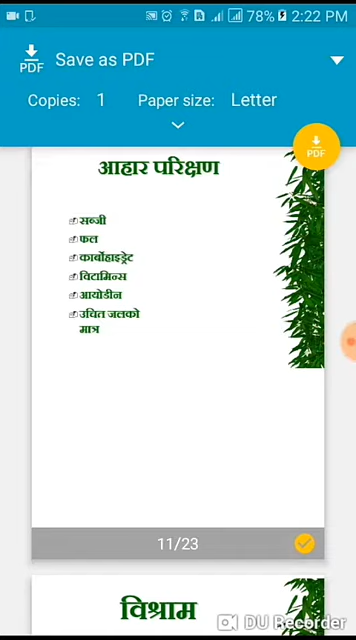 78% 2:22 PM
PDF Save as PDF
Copies: 1 Paper size: Letter
PDF
आहार परिक्षण
सब्जी
फल
कार्बोहाइड्रेट
विटामिन्स
आयोडीन
उचित जलको
मात्र
11/23
विश्राम
DU Recorder